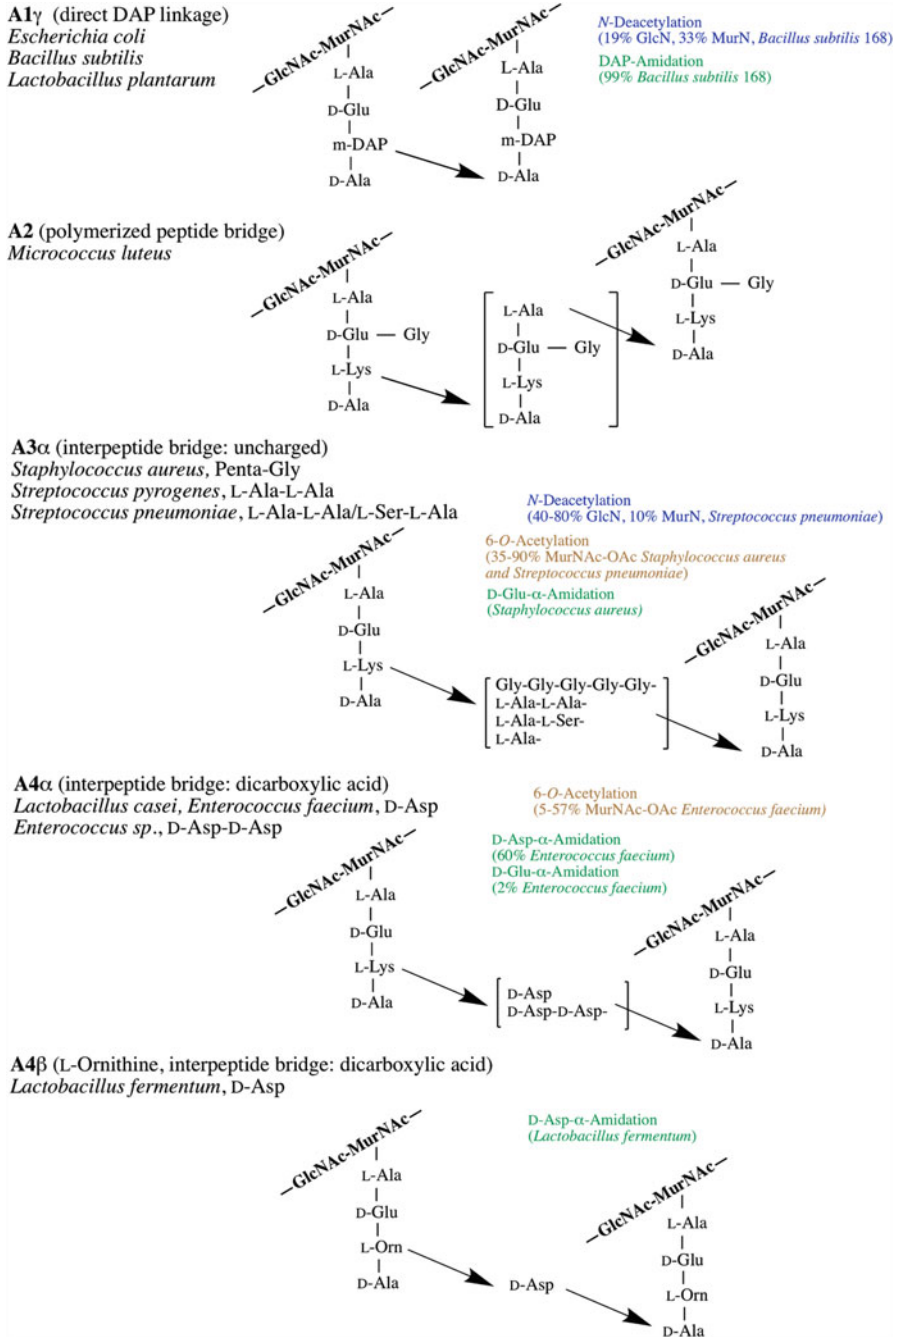 A1γ (direct DAP linkage)
Escherichia coli
Bacillus subtilis
Lactobacillus plantarum
–GlcNAc-MurNAc–
L-Ala
D-Glu
m-DAP
D-Ala
–GlcNAc-MurNAc–
L-Ala
D-Glu
m-DAP
D-Ala
N-Deacetylation
(19% GlcN, 33% MurN, Bacillus subtilis 168)
DAP-Amidation
(99% Bacillus subtilis 168)
A2 (polymerized peptide bridge)
Micrococcus luteus
–GlcNAc-MurNAc–
L-Ala
D-Glu — Gly
L-Lys
D-Ala
L-Ala
D-Glu — Gly
L-Lys
D-Ala
–GlcNAc-MurNAc–
L-Ala
D-Glu — Gly
L-Lys
D-Ala
A3α (interpeptide bridge: uncharged)
Staphylococcus aureus, Penta-Gly
Streptococcus pyrogenes, L-Ala-L-Ala
Streptococcus pneumoniae, L-Ala-L-Ala/L-Ser-L-Ala
N-Deacetylation
(40-80% GlcN, 10% MurN, Streptococcus pneumoniae)
6-O-Acetylation
(35-90% MurNAc-OAc Staphylococcus aureus
and Streptococcus pneumoniae)
D-Glu-α-Amidation
(Staphylococcus aureus)
–GlcNAc-MurNAc–
L-Ala
D-Glu
L-Lys
D-Ala
Gly-Gly-Gly-Gly-Gly-
L-Ala-L-Ala-
L-Ala-L-Ser-
L-Ala-
–GlcNAc-MurNAc–
L-Ala
D-Glu
L-Lys
D-Ala
A4α (interpeptide bridge: dicarboxylic acid)
Lactobacillus casei, Enterococcus faecium, D-Asp
Enterococcus sp., D-Asp-D-Asp
6-O-Acetylation
(5-57% MurNAc-OAc Enterococcus faecium)
D-Asp-α-Amidation
(60% Enterococcus faecium)
D-Glu-α-Amidation
(2% Enterococcus faecium)
–GlcNAc-MurNAc–
L-Ala
D-Glu
L-Lys
D-Ala
D-Asp
D-Asp-D-Asp-
–GlcNAc-MurNAc–
L-Ala
D-Glu
L-Lys
D-Ala
A4β (L-Ornithine, interpeptide bridge: dicarboxylic acid)
Lactobacillus fermentum, D-Asp
D-Asp-α-Amidation
(Lactobacillus fermentum)
–GlcNAc-MurNAc–
L-Ala
D-Glu
L-Orn
D-Ala
D-Asp
–GlcNAc-MurNAc–
L-Ala
D-Glu
L-Orn
D-Ala